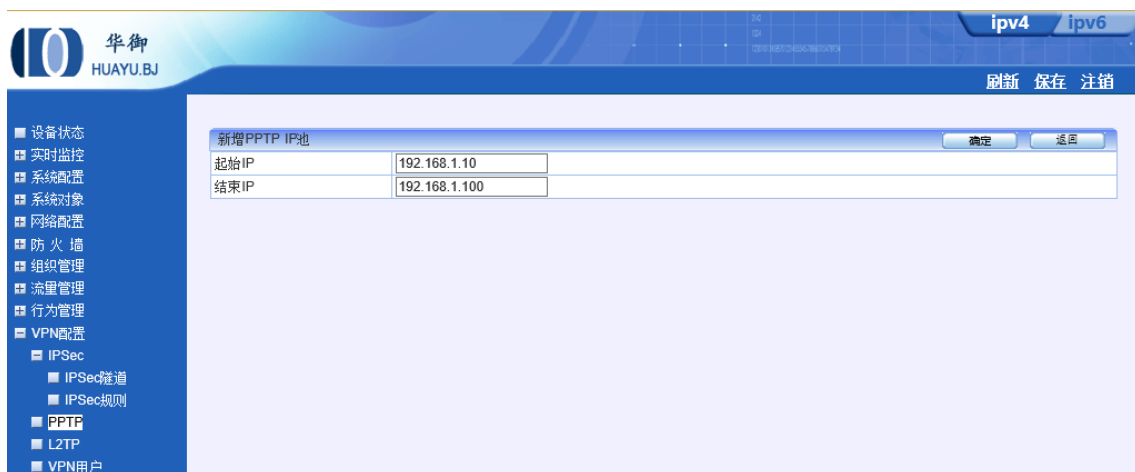 华御
HUAYU.BJ
ipv4
ipv6
刷新 保存 注销
设备状态
实时监控
系统配置
系统对象
网络配置
防 火 墙
组织管理
流量管理
行为管理
VPN配置
IPSec
IPSec隧道
IPSec规则
PPTP
L2TP
VPN用户
新增PPTP IP池
确定
返回
起始IP 192.168.1.10
结束IP 192.168.1.100